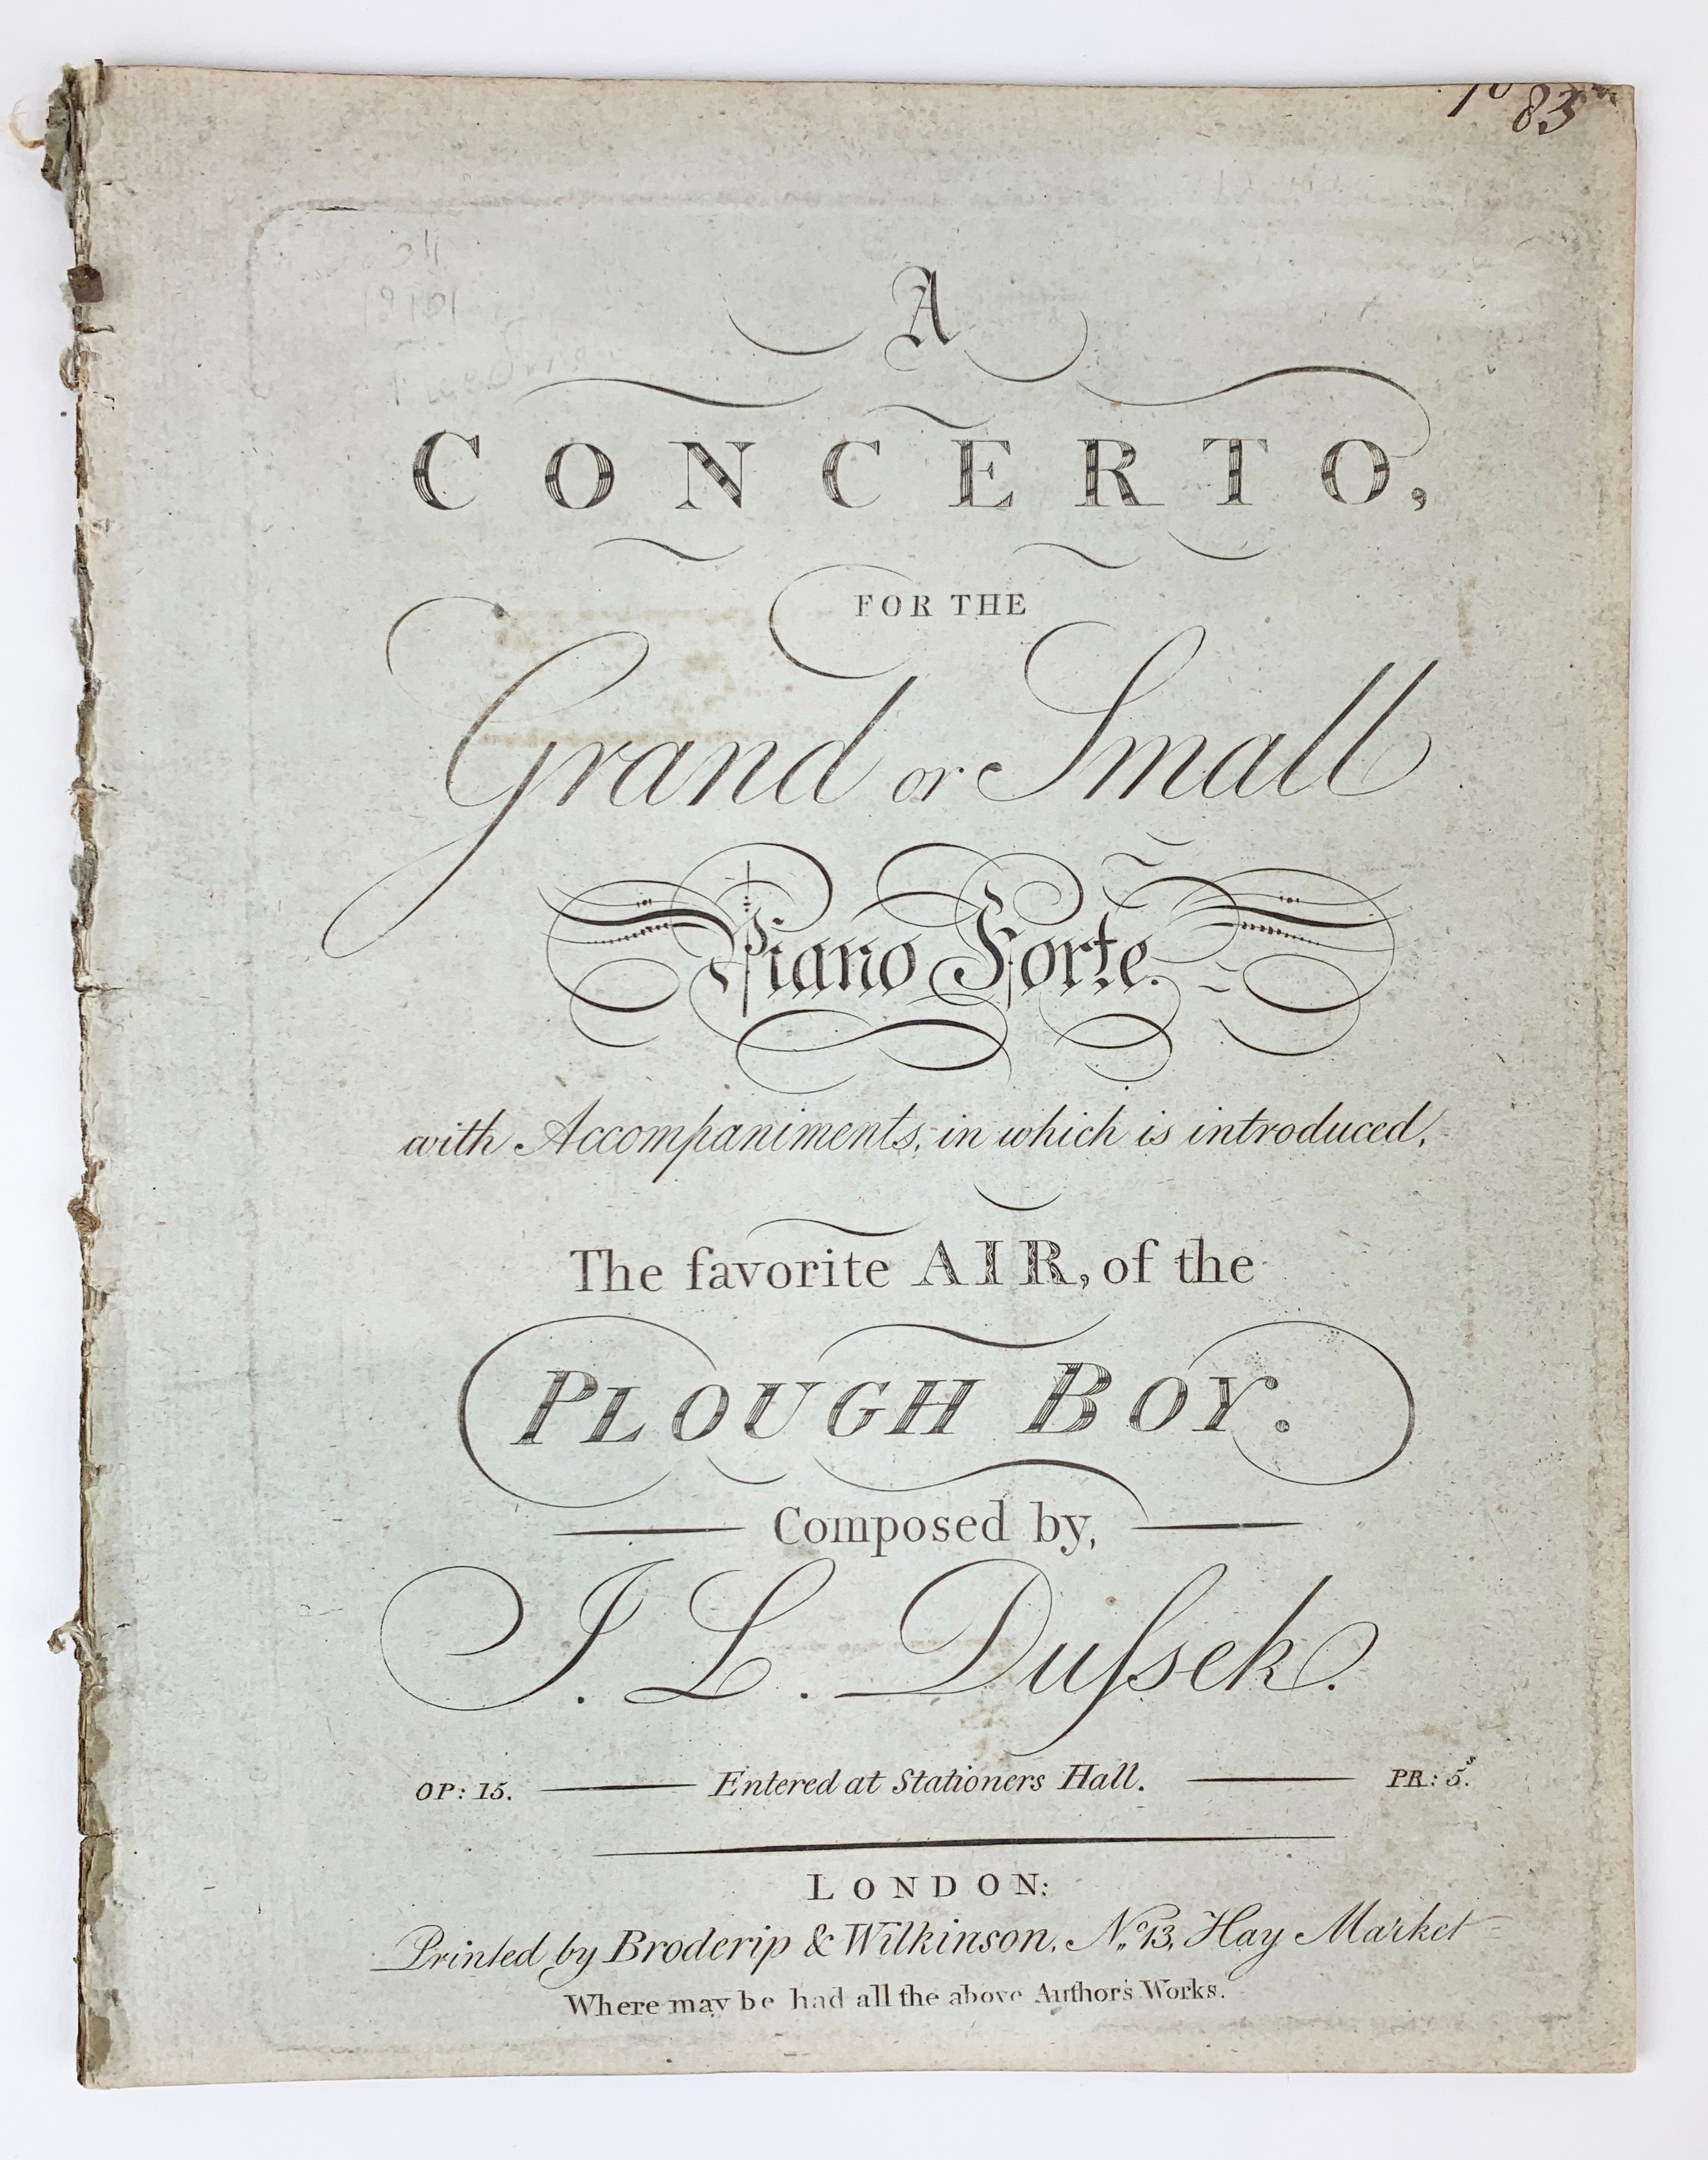 83
A
CONCERTO,
FOR THE
Grand or Small
Piano Forte.
with Accompaniments, in which is introduced,
The favorite AIR, of the
PLOUGH BOY.
Composed by,
J. L. Duſsek.
OP: 15. Entered at Stationers Hall. PR: 5.s
LONDON:
Printed by Broderip & Wilkinson, No. 13, Hay Market
Where may be had all the above Author's Works.